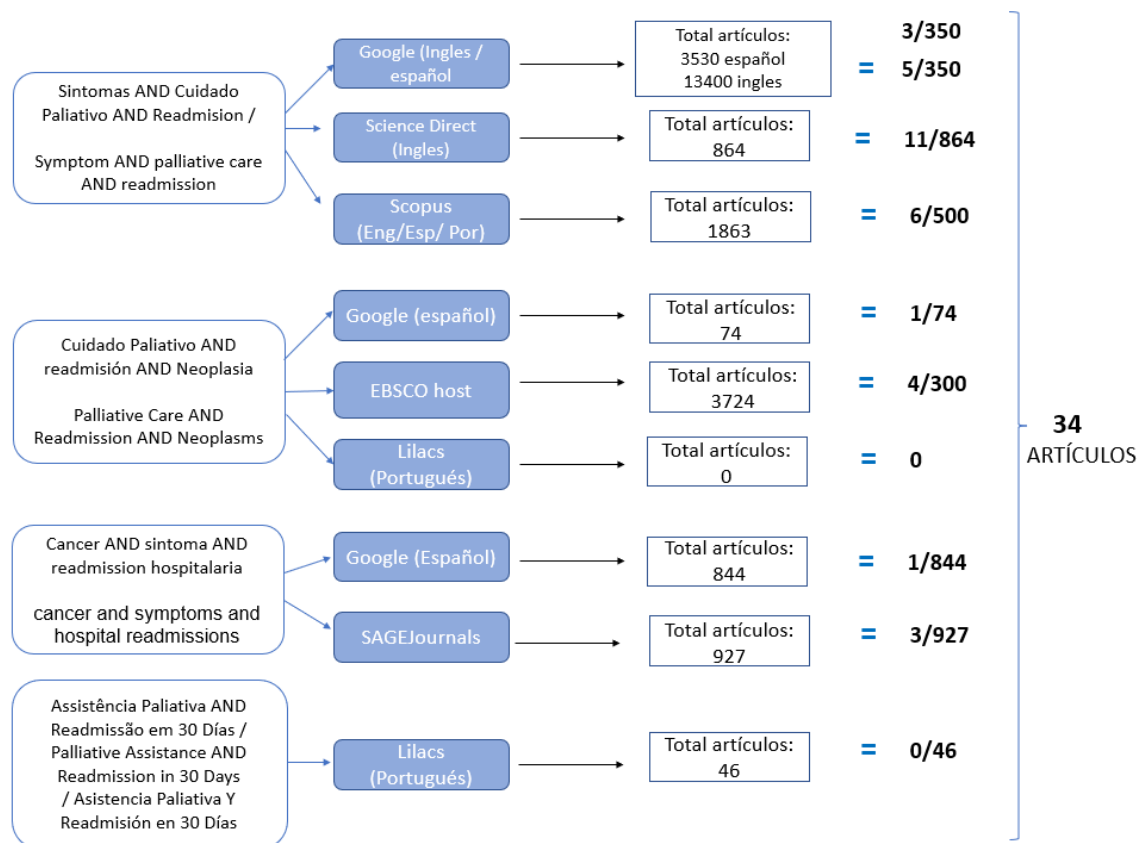 Sintomas AND Cuidado
Paliativo AND Readmision /
Symptom AND palliative care
AND readmission
Google (Ingles /
español
Total artículos:
3530 español
13400 ingles
=
3/350
5/350
Science Direct
(Ingles)
Total artículos:
864
=
11/864
Scopus
(Eng/Esp/ Por)
Total artículos:
1863
=
6/500
Cuidado Paliativo AND
readmisión AND Neoplasia
Palliative Care AND
Readmission AND Neoplasms
Google (español)
Total artículos:
74
=
1/74
EBSCO host
Total artículos:
3724
=
4/300
Lilacs
(Portugués)
Total artículos:
0
=
0
34
ARTÍCULOS
Cancer AND sintoma AND
readmission hospitalaria
cancer and symptoms and
hospital readmissions
Google (Español)
Total artículos:
844
=
1/844
SAGEJournals
Total artículos:
927
=
3/927
Assistência Paliativa AND
Readmissão em 30 Días /
Palliative Assistance AND
Readmission in 30 Days
/ Asistencia Paliativa Y
Readmisión en 30 Días
Lilacs
(Portugués)
Total artículos:
46
=
0/46